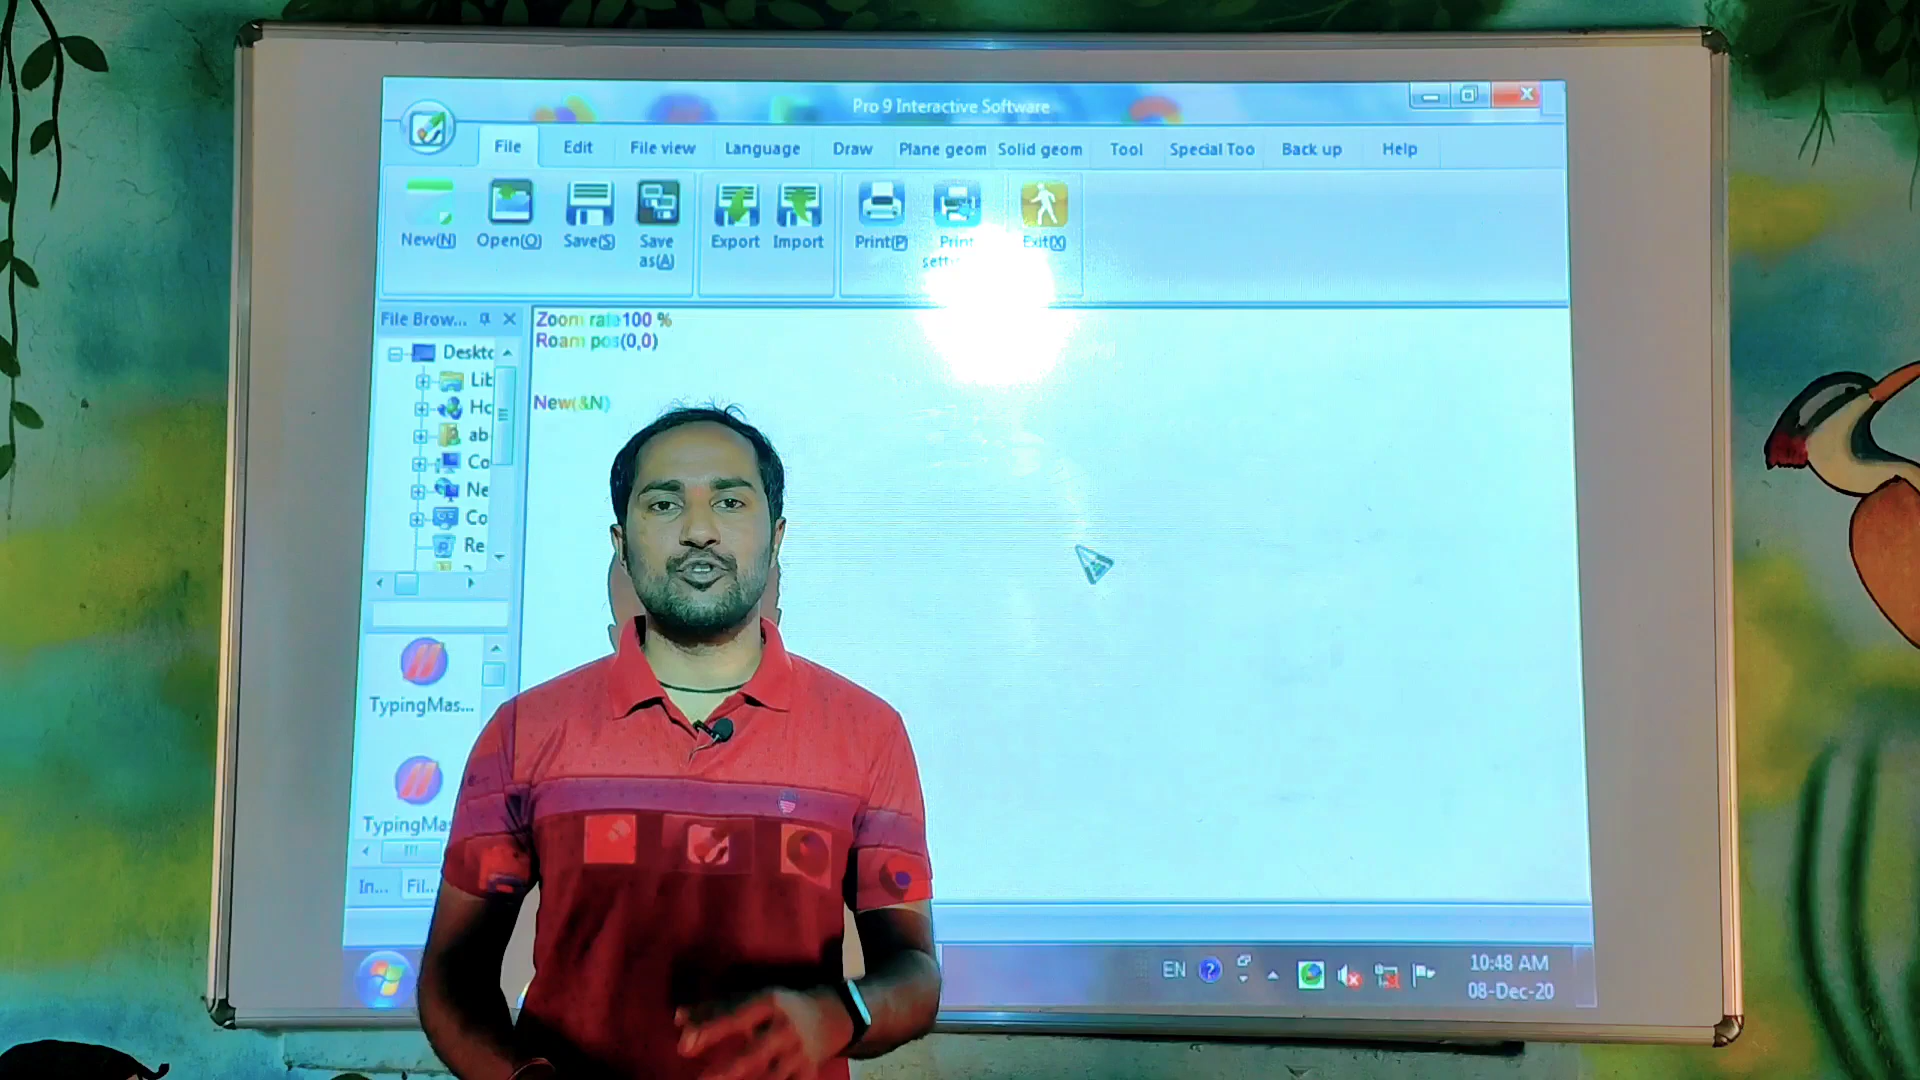 Pro 9 Interactive Software
File Edit File view Language Draw Plane geom Solid geom Tool Special Too Back up Help
New(N) Open(O) Save(S) Save as(A) Export Import Print(P) Print Exit(X)
File Brow...
Zoom rate100 %
Roam pos(0,0)
New(&N)
Deskto
Lib
Ho
ab
Co
Ne
Co
Re
TypingMas...
TypingMas
In... Fil...
EN
10:48 AM
08-Dec-20